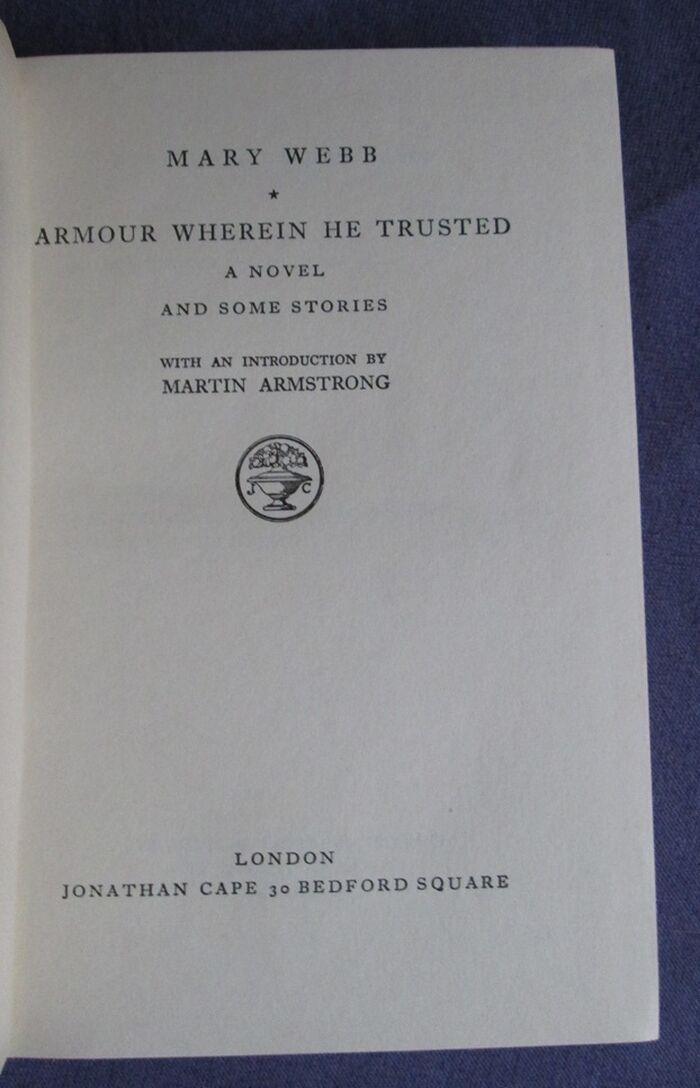 MARY WEBB
★
ARMOUR WHEREIN HE TRUSTED
A NOVEL
AND SOME STORIES
WITH AN INTRODUCTION BY
MARTIN ARMSTRONG
J C
LONDON
JONATHAN CAPE 30 BEDFORD SQUARE